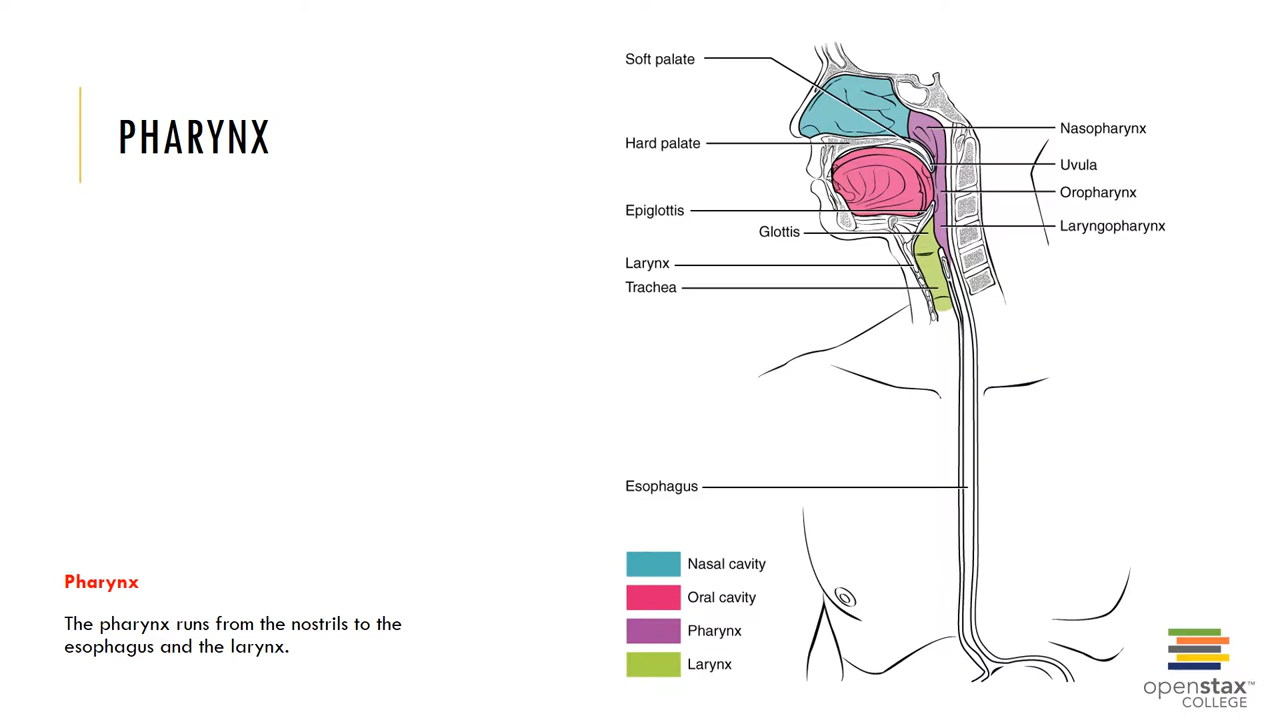 PHARYNX
Pharynx
The pharynx runs from the nostrils to the
esophagus and the larynx.
Soft palate
Hard palate
Epiglottis
Glottis
Larynx
Trachea
Esophagus
Nasopharynx
Uvula
Oropharynx
Laryngopharynx
Nasal cavity
Oral cavity
Pharynx
Larynx
openstax™
COLLEGE